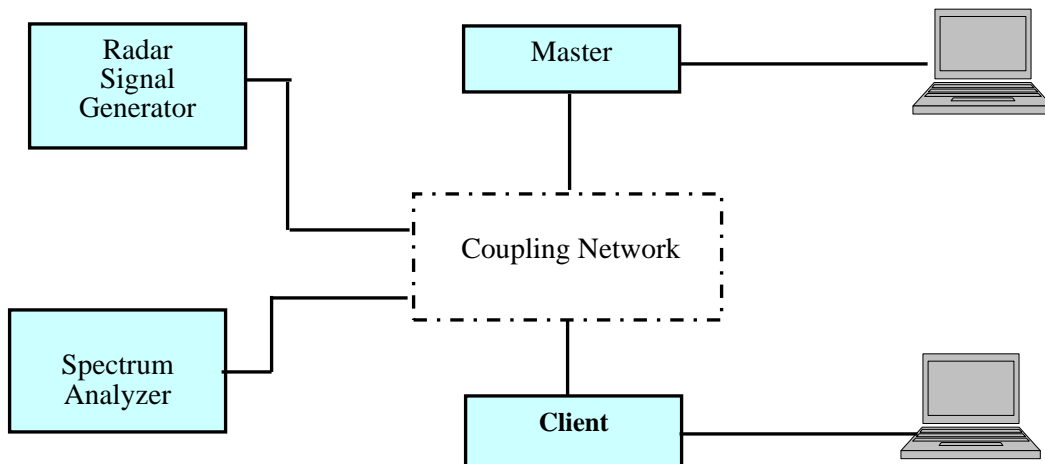 Radar
Signal
Generator
Master
Coupling Network
Spectrum
Analyzer
Client